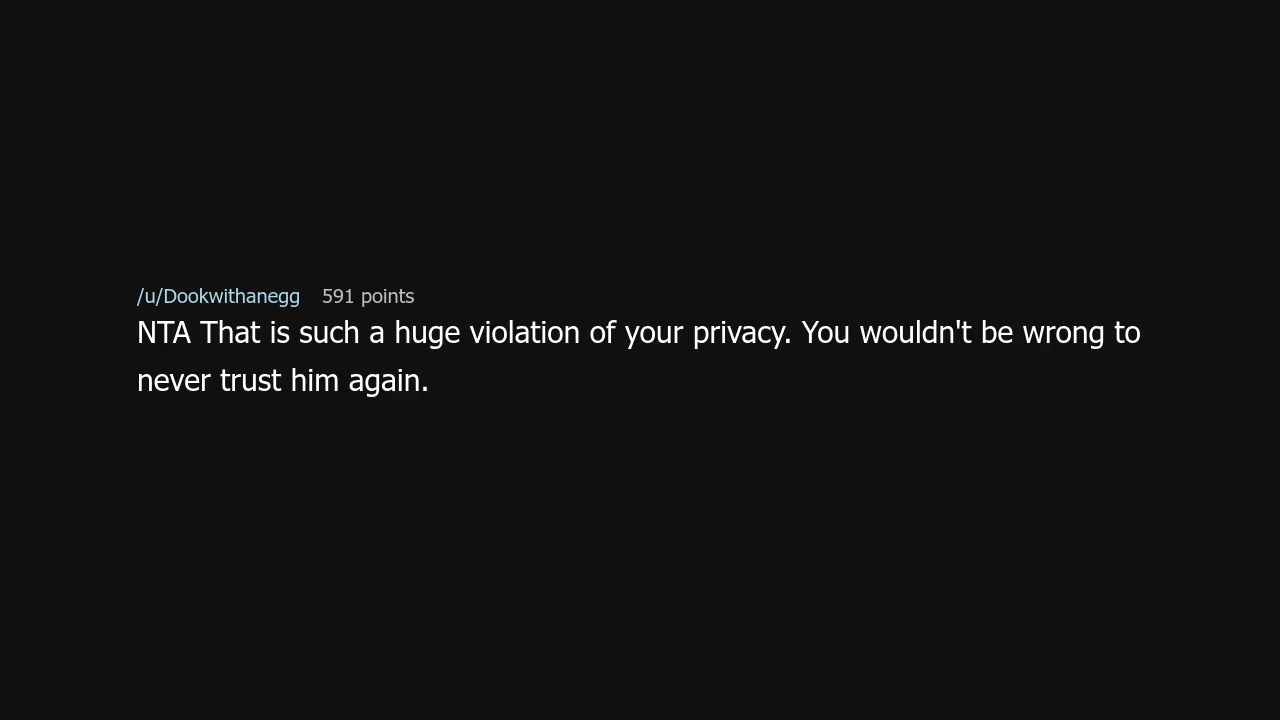 /u/Dookwithanegg 591 points
NTA That is such a huge violation of your privacy. You wouldn't be wrong to
never trust him again.